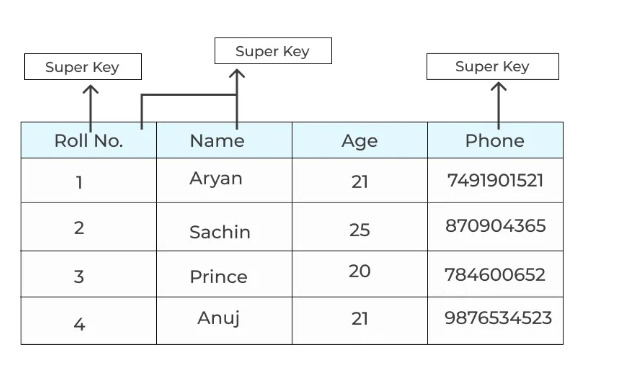 Super Key
Super Key
Super Key
Roll No. Name Age Phone
1 Aryan 21 7491901521
2 Sachin 25 870904365
3 Prince 20 784600652
4 Anuj 21 9876534523